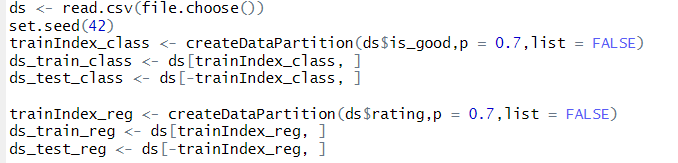 ds <- read.csv(file.choose())
set.seed(42)
trainIndex_class <- createDataPartition(ds$is_good,p = 0.7,list = FALSE)
ds_train_class <- ds[trainIndex_class, ]
ds_test_class <- ds[-trainIndex_class, ]
trainIndex_reg <- createDataPartition(ds$rating,p = 0.7,list = FALSE)
ds_train_reg <- ds[trainIndex_reg, ]
ds_test_reg <- ds[-trainIndex_reg, ]